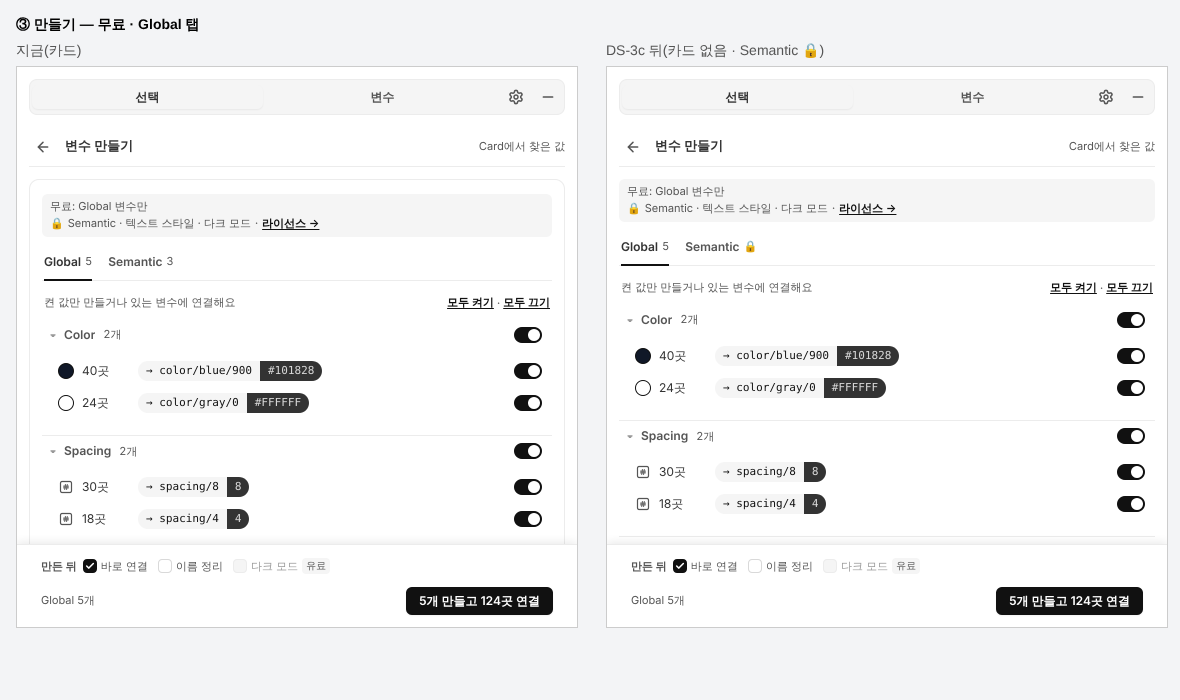 ③ 만들기 — 무료 · Global 탭
지금(카드)
선택 변수
변수 만들기 Card에서 찾은 값
무료: Global 변수만
🔒 Semantic · 텍스트 스타일 · 다크 모드 · 라이선스 →
Global 5 Semantic 3
켠 값만 만들거나 있는 변수에 연결해요 모두 켜기 · 모두 끄기
Color 2개
40곳 → color/blue/900 #101828
24곳 → color/gray/0 #FFFFFF
Spacing 2개
30곳 → spacing/8 8
18곳 → spacing/4 4
만든 뒤 바로 연결 이름 정리 다크 모드 유료
Global 5개 5개 만들고 124곳 연결
DS-3c 뒤(카드 없음 · Semantic 🔒)
선택 변수
변수 만들기 Card에서 찾은 값
무료: Global 변수만
🔒 Semantic · 텍스트 스타일 · 다크 모드 · 라이선스 →
Global 5 Semantic 🔒
켠 값만 만들거나 있는 변수에 연결해요 모두 켜기 · 모두 끄기
Color 2개
40곳 → color/blue/900 #101828
24곳 → color/gray/0 #FFFFFF
Spacing 2개
30곳 → spacing/8 8
18곳 → spacing/4 4
만든 뒤 바로 연결 이름 정리 다크 모드 유료
Global 5개 5개 만들고 124곳 연결